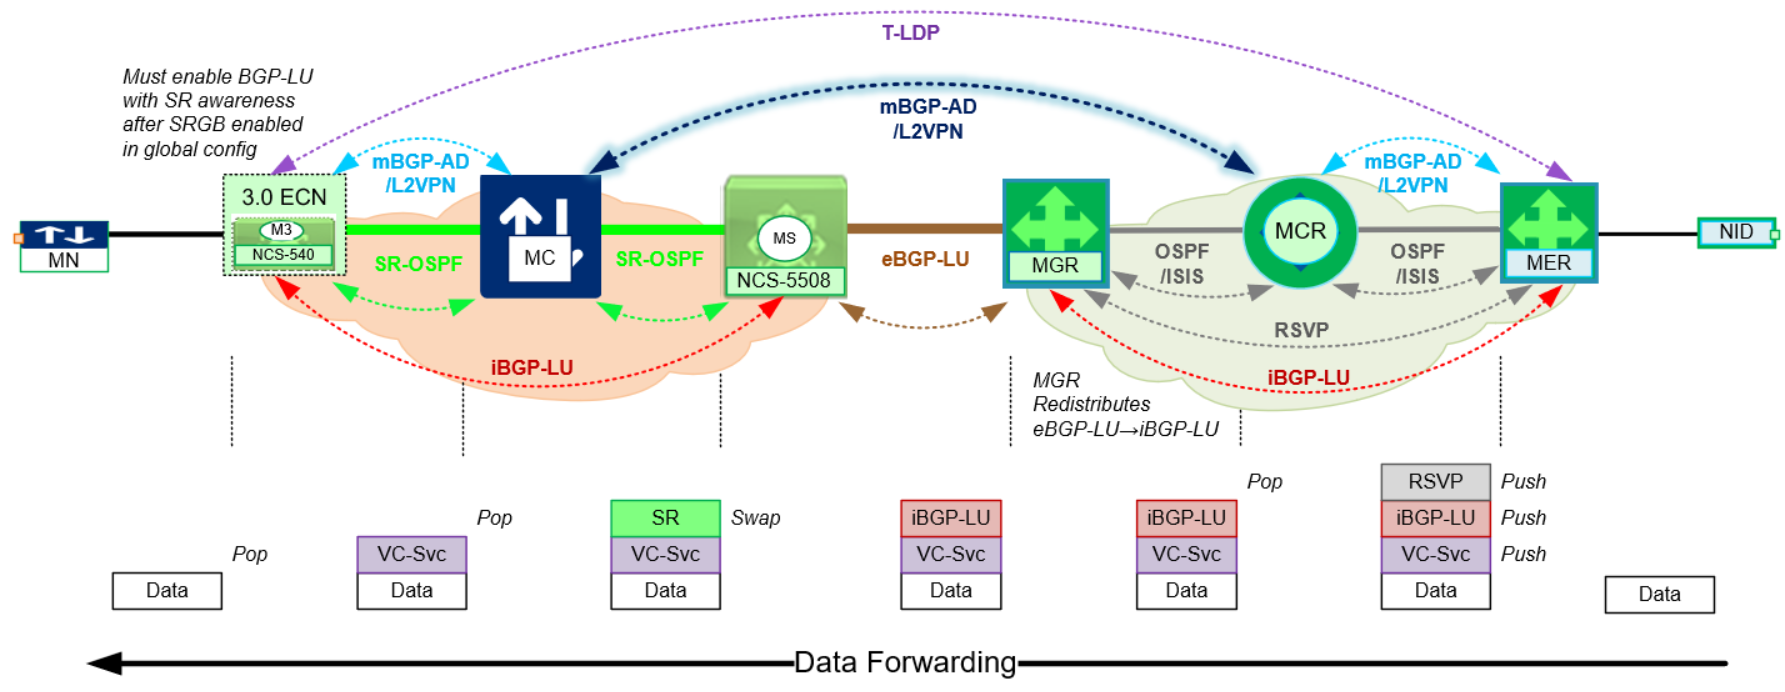 T-LDP
Must enable BGP-LU
with SR awareness
after SRGB enabled
in global config
mBGP-AD
/L2VPN
mBGP-AD
/L2VPN
mBGP-AD
/L2VPN
3.0 ECN
M3
NCS-540
MN
SR-OSPF
MC
SR-OSPF
MS
NCS-5508
eBGP-LU
MGR
OSPF
/ISIS
MCR
OSPF
/ISIS
MER
NID
RSVP
iBGP-LU
iBGP-LU
MGR
Redistributes
eBGP-LU→iBGP-LU
Pop
RSVP
Push
Pop
SR
Swap
iBGP-LU
iBGP-LU
iBGP-LU
Push
Pop
VC-Svc
VC-Svc
VC-Svc
VC-Svc
VC-Svc
Push
Data
Data
Data
Data
Data
Data
Data
Data Forwarding